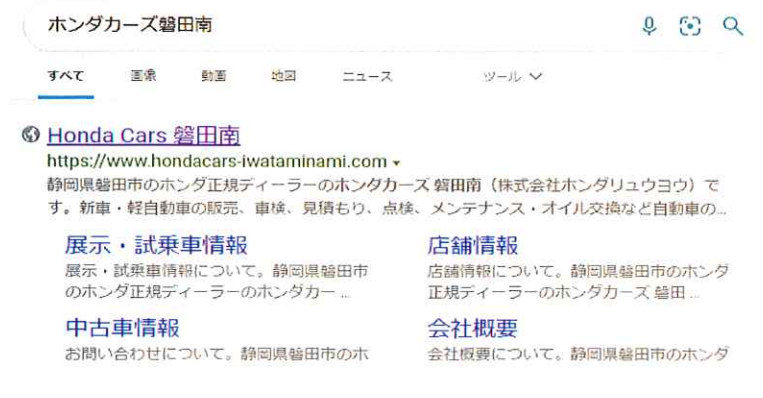 ホンダカーズ磐田南
すべて 画像 動画 地図 ニュース ツール
Honda Cars 磐田南
https://www.hondacars-iwataminami.com
静岡県磐田市のホンダ正規ディーラーのホンダカーズ 磐田南（株式会社ホンダリュウヨウ）で
す。新車・軽自動車の販売、車検、見積もり、点検、メンテナンス・オイル交換など自動車の...
展示・試乗車情報
展示・試乗車情報について。静岡県磐田市
のホンダ正規ディーラーのホンダカー ...
店舗情報
店舗情報について。静岡県磐田市のホンダ
正規ディーラーのホンダカーズ 磐田 ...
中古車情報
お問い合わせについて。静岡県磐田市のホ
会社概要
会社概要について。静岡県磐田市のホンダ